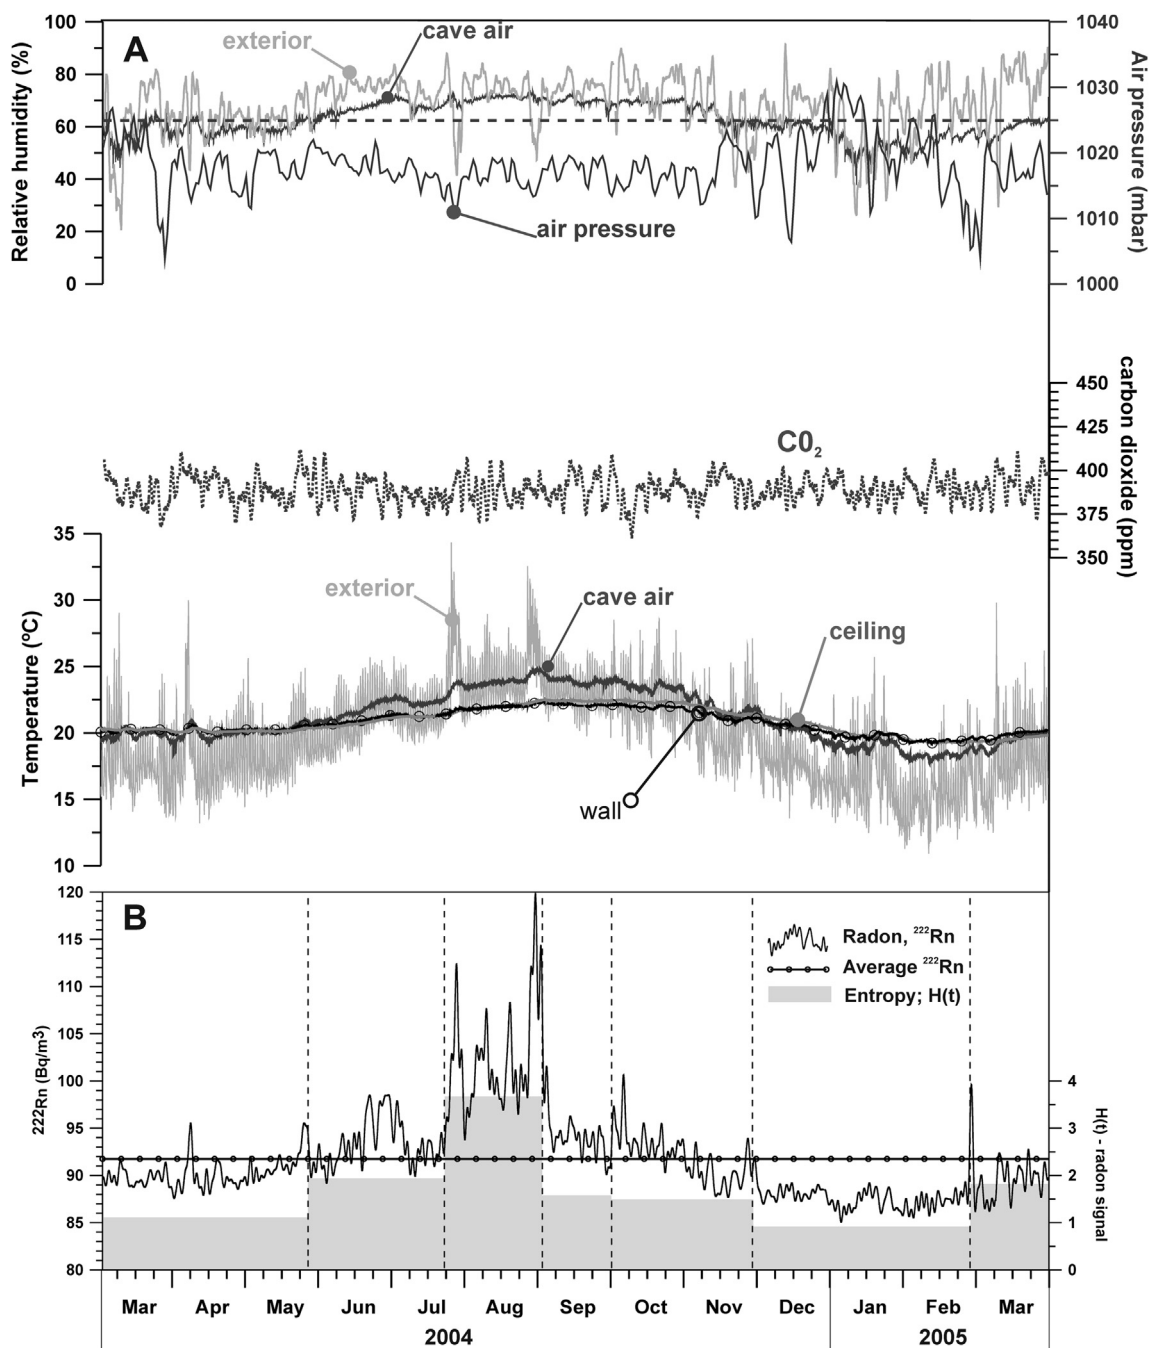 A
Relative humidity (%)
100
80
60
40
20
0
exterior
cave air
air pressure
1040
1030
1020
1010
1000
Air pressure (mbar)
C0₂
450
425
400
375
350
carbon dioxide (ppm)
Temperature (ºC)
35
30
25
20
15
10
exterior
cave air
ceiling
wall
B
222Rn (Bq/m³)
120
115
110
105
100
95
90
85
80
Radon, ²²²Rn
Average ²²²Rn
Entropy; H(t)
4
3
2
1
0
H(t) - radon signal
Mar Apr May Jun Jul Aug Sep Oct Nov Dec Jan Feb Mar
2004 2005